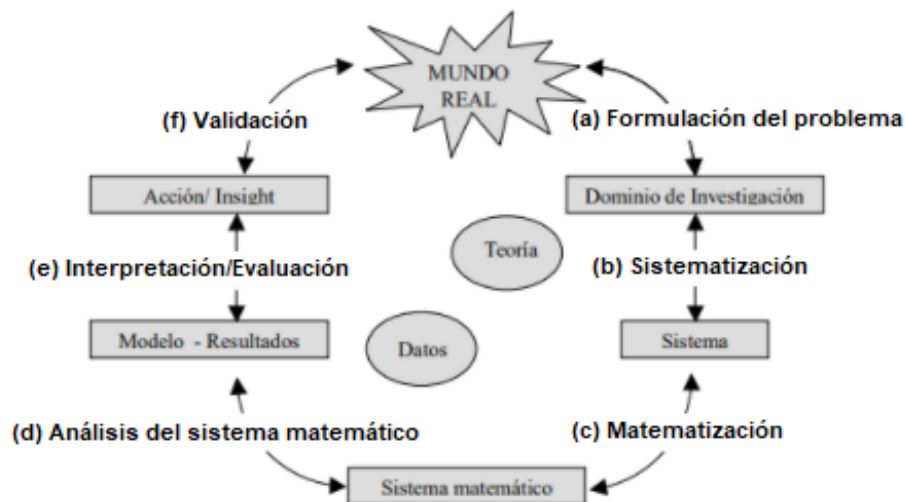 MUNDO
REAL
(f) Validación
(a) Formulación del problema
Acción/ Insight
Dominio de Investigación
Teoría
(e) Interpretación/Evaluación
(b) Sistematización
Modelo - Resultados
Datos
Sistema
(d) Análisis del sistema matemático
(c) Matematización
Sistema matemático